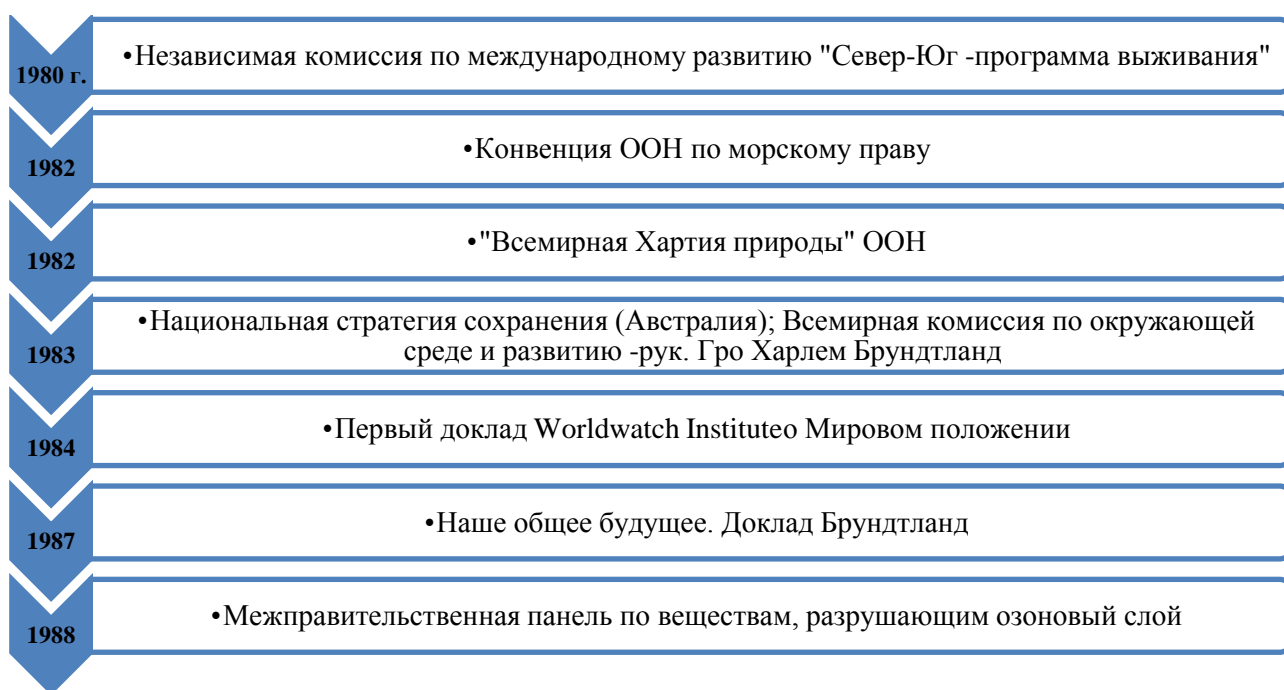 1980 г.
•Независимая комиссия по международному развитию "Север-Юг -программа выживания"
1982
•Конвенция ООН по морскому праву
1982
•"Всемирная Хартия природы" ООН
1983
•Национальная стратегия сохранения (Австралия); Всемирная комиссия по окружающей
среде и развитию -рук. Гро Харлем Брундтланд
1984
•Первый доклад Worldwatch Instituteо Мировом положении
1987
•Наше общее будущее. Доклад Брундтланд
1988
•Межправительственная панель по веществам, разрушающим озоновый слой